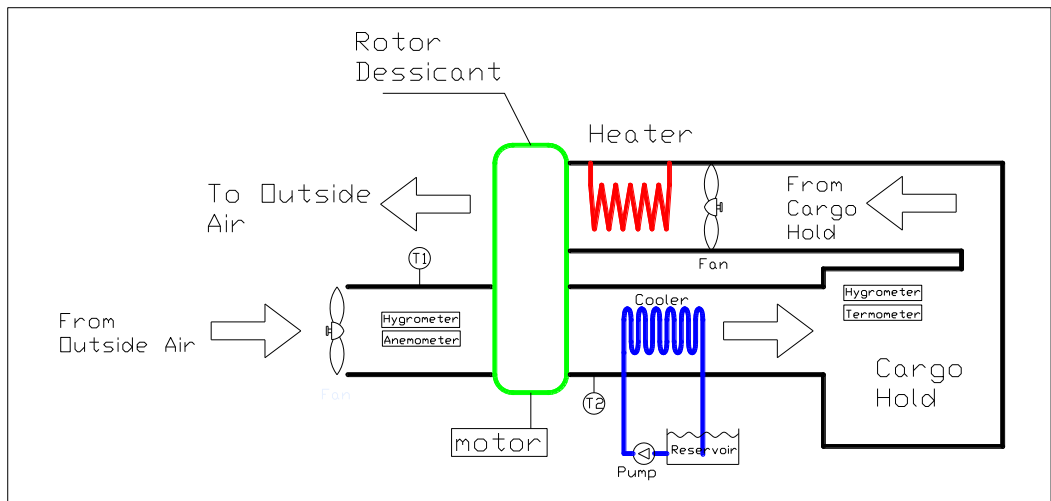 Rotor
Dessicant
Heater
To Outside
Air
From
Cargo
Hold
Fan
T1
Cooler
Hygrometer
Termometer
Hygrometer
Anemometer
From
Outside Air
Fan
Cargo
Hold
T2
motor
Reservoir
Pump